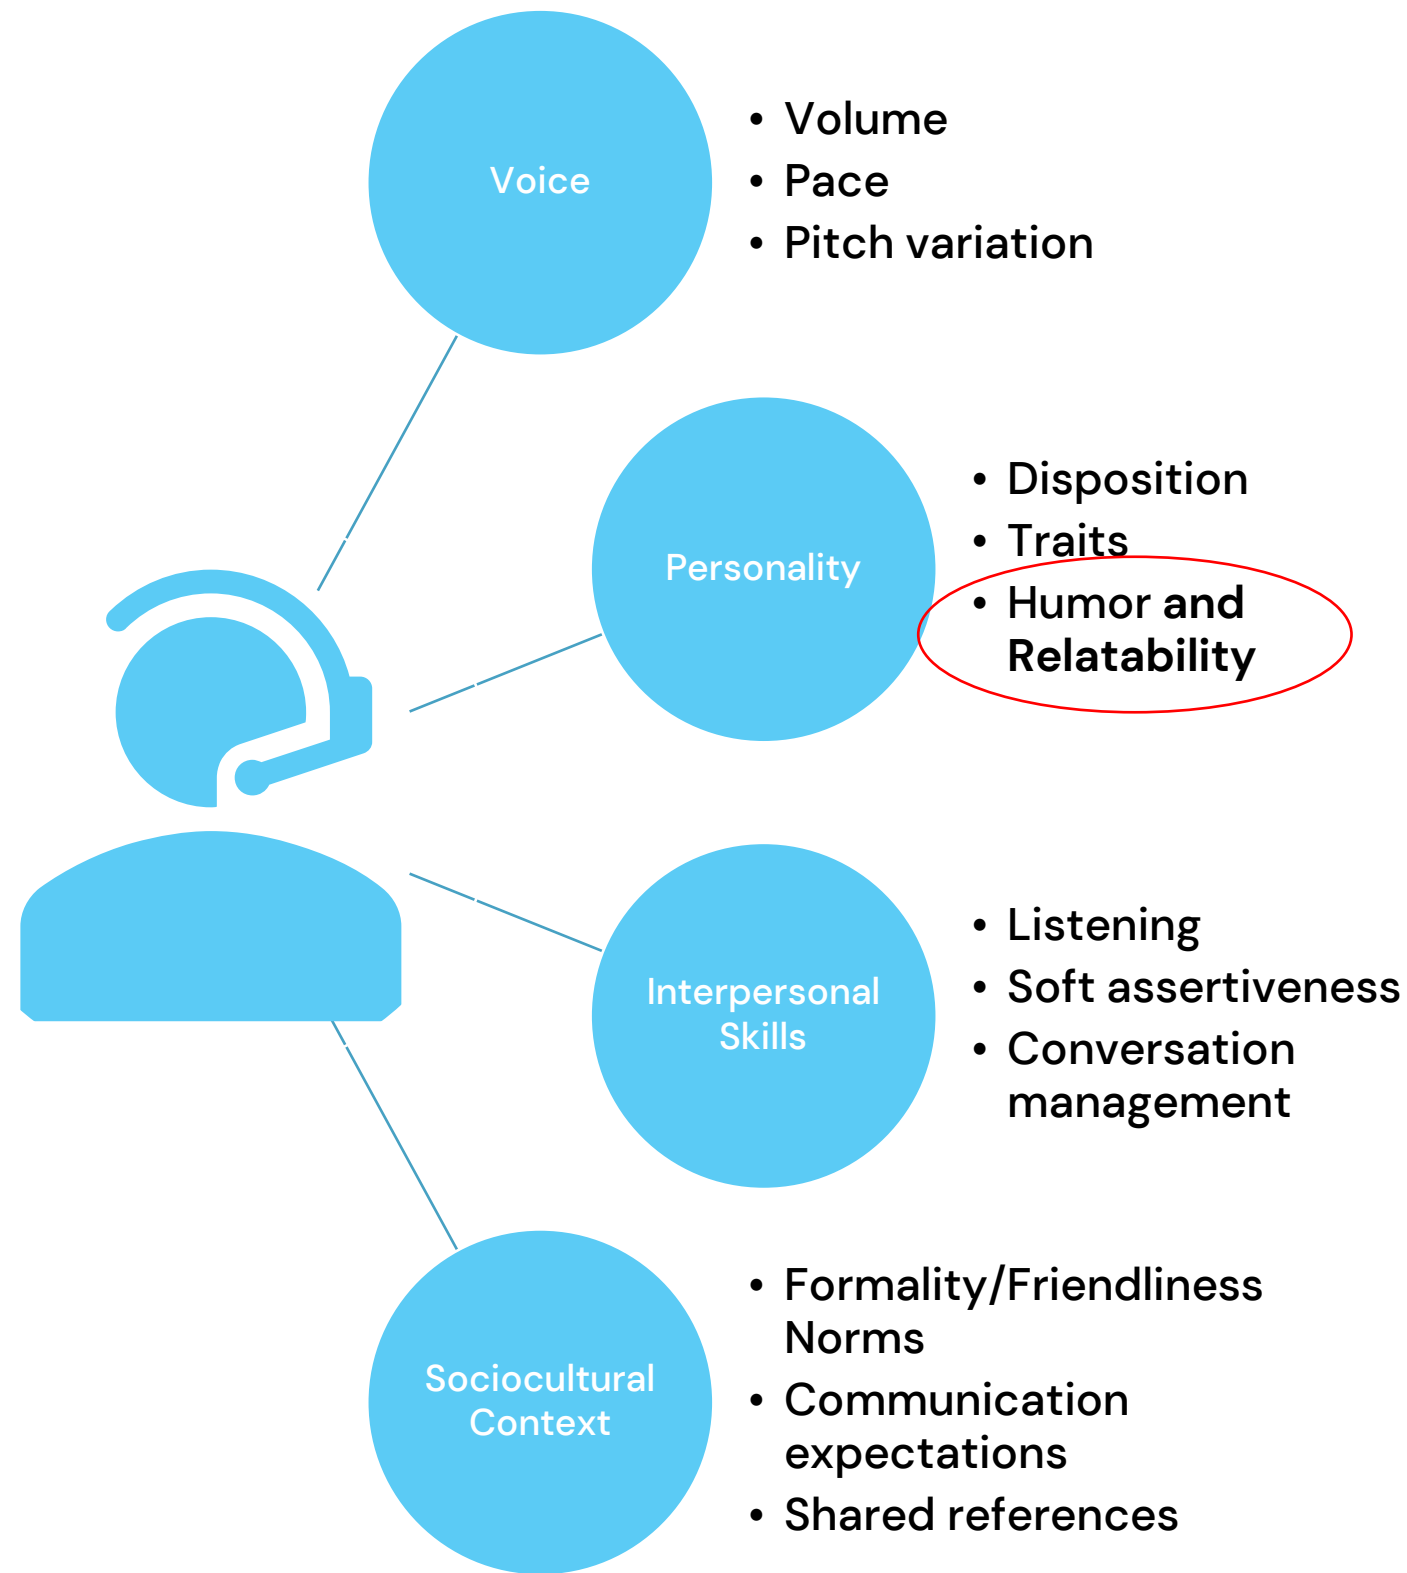 Voice
• Volume
• Pace
• Pitch variation
Personality
• Disposition
• Traits
• Humor and
Relatability
Interpersonal
Skills
• Listening
• Soft assertiveness
• Conversation
management
Sociocultural
Context
• Formality/Friendliness
Norms
• Communication
expectations
• Shared references